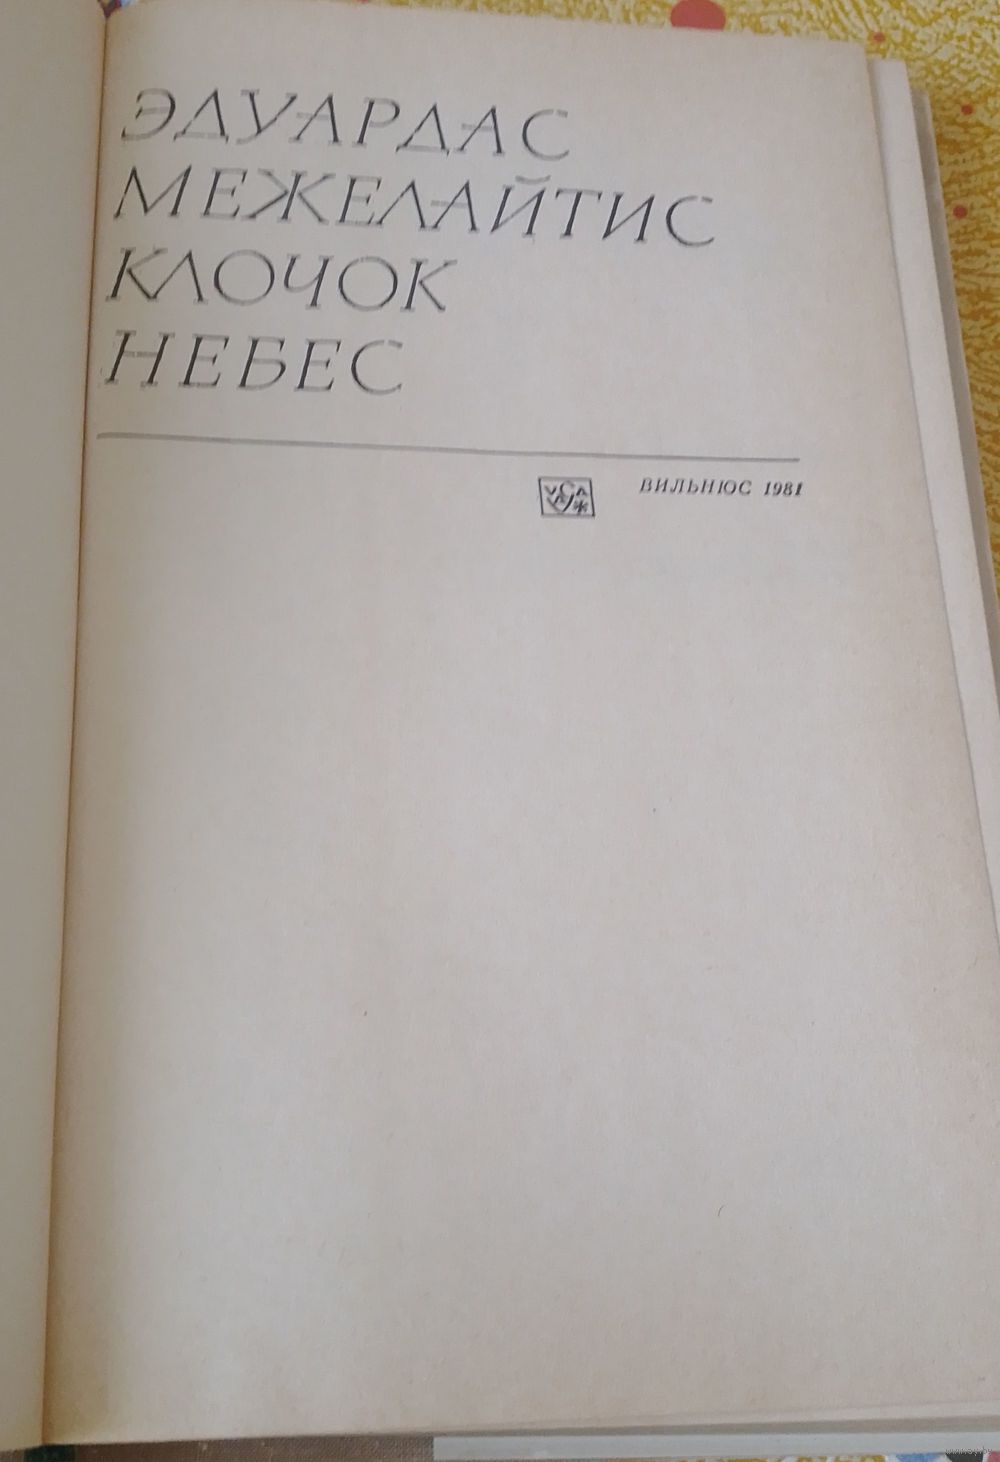 ЭДУАРДАС
МЕЖЕЛАЙТИС
КЛОЧОК
НЕБЕС
ВИЛЬНЮС 1981